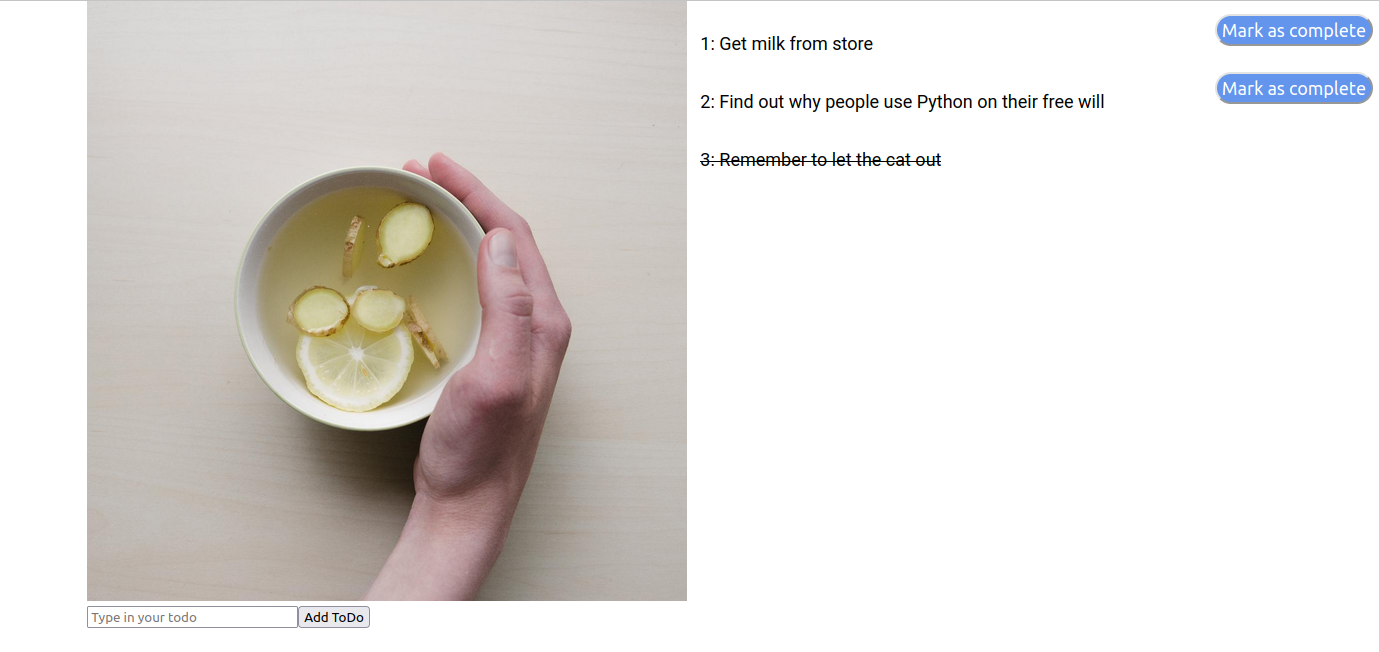 1: Get milk from store
Mark as complete
2: Find out why people use Python on their free will
Mark as complete
3: Remember to let the cat out
Type in your todo
Add ToDo